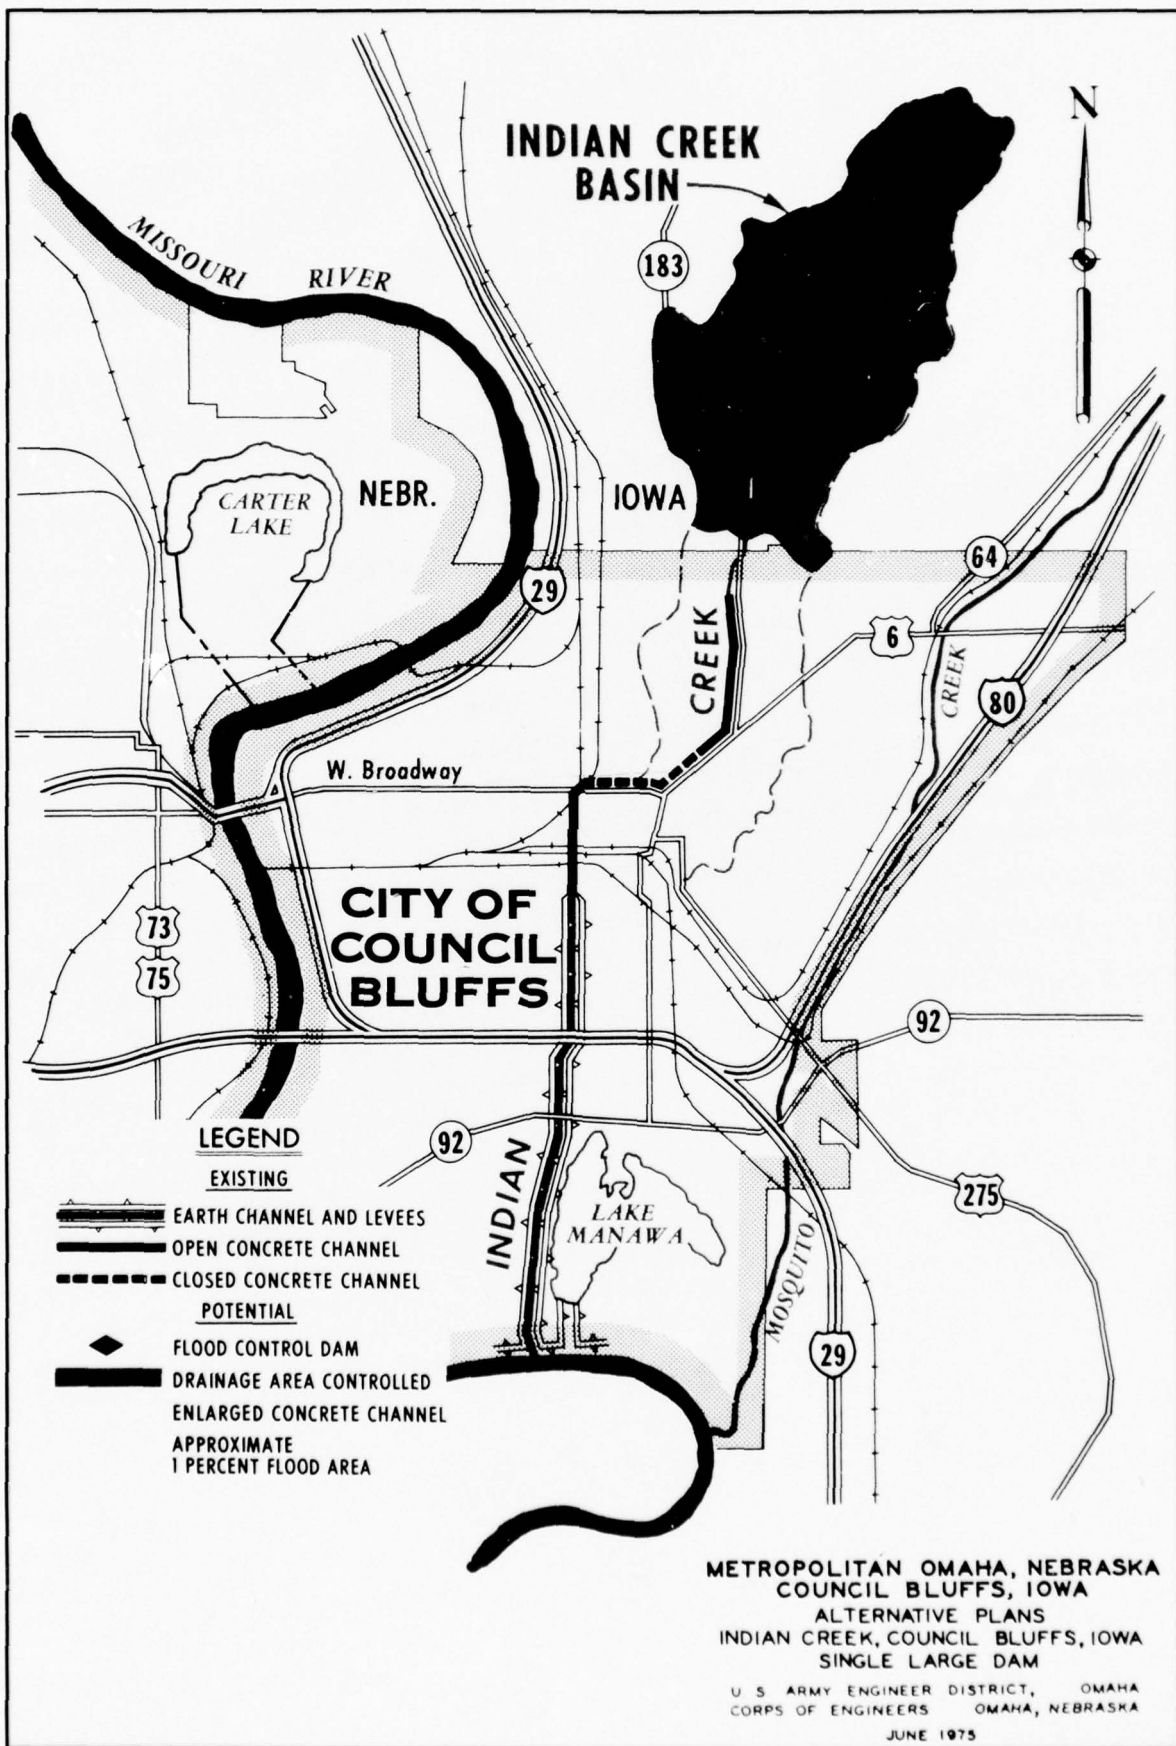 N
INDIAN CREEK
BASIN
183
MISSOURI RIVER
CARTER
LAKE
NEBR.
IOWA
29
64
6
CREEK
CREEK
80
W. Broadway
CITY OF
COUNCIL
BLUFFS
73
75
92
92
INDIAN
LAKE
MANAWA
275
MOSQUITO
29
LEGEND
EXISTING
EARTH CHANNEL AND LEVEES
OPEN CONCRETE CHANNEL
CLOSED CONCRETE CHANNEL
POTENTIAL
FLOOD CONTROL DAM
DRAINAGE AREA CONTROLLED
ENLARGED CONCRETE CHANNEL
APPROXIMATE
1 PERCENT FLOOD AREA
METROPOLITAN OMAHA, NEBRASKA
COUNCIL BLUFFS, IOWA
ALTERNATIVE PLANS
INDIAN CREEK, COUNCIL BLUFFS, IOWA
SINGLE LARGE DAM
U S ARMY ENGINEER DISTRICT, OMAHA
CORPS OF ENGINEERS OMAHA, NEBRASKA
JUNE 1975